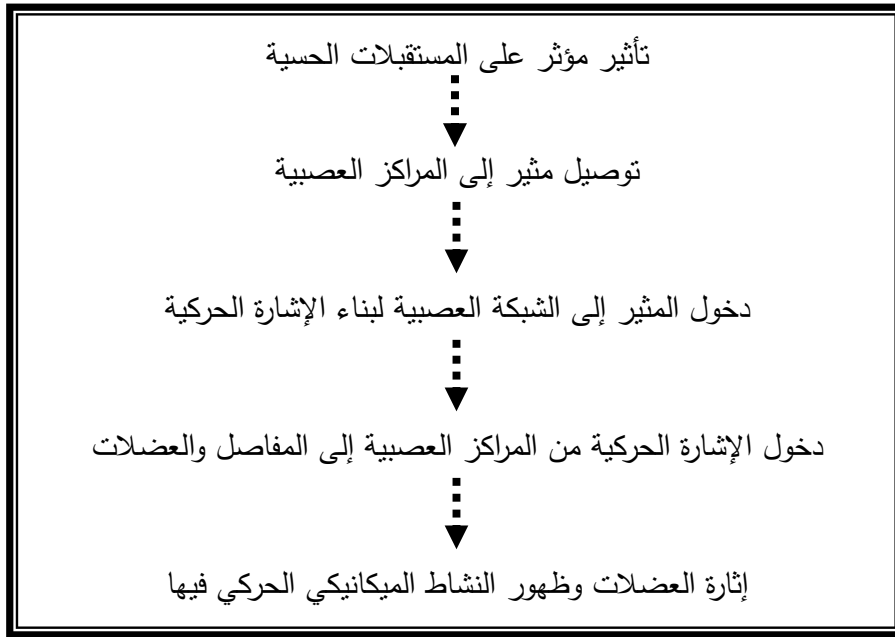 تأثير مؤثر على المستقبلات الحسية
توصيل مثير إلى المراكز العصبية
دخول المثير إلى الشبكة العصبية لبناء الإشارة الحركية
دخول الإشارة الحركية من المراكز العصبية إلى المفاصل والعضلات
إثارة العضلات وظهور النشاط الميكانيكي الحركي فيها